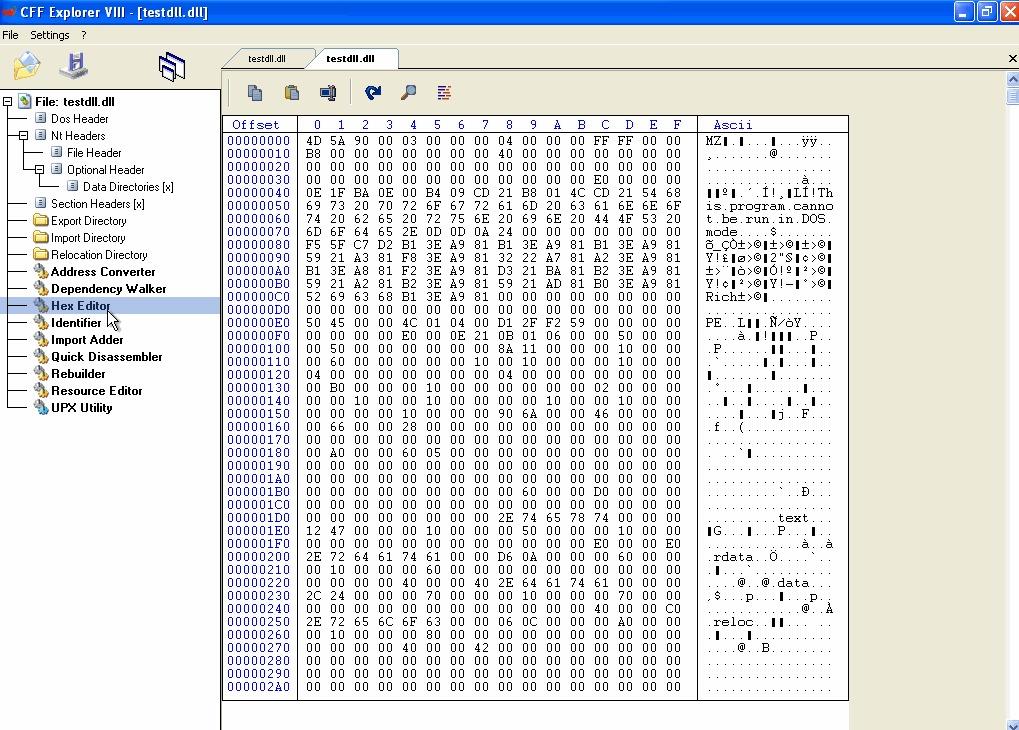 CFF Explorer VIII - [testdll.dll]
File Settings ?
testdll.dll testdll.dll
File: testdll.dll
Dos Header
Nt Headers
File Header
Optional Header
Data Directories [x]
Section Headers [x]
Export Directory
Import Directory
Relocation Directory
Address Converter
Dependency Walker
Hex Editor
Identifier
Import Adder
Quick Disassembler
Rebuilder
Resource Editor
UPX Utility
Offset 0 1 2 3 4 5 6 7 8 9 A B C D E F Ascii
00000000 4D 5A 90 00 03 00 00 00 04 00 00 00 FF FF 00 00 MZ▮.▮...▮...ÿÿ..
00000010 B8 00 00 00 00 00 00 00 40 00 00 00 00 00 00 00 ¸.......@.......
00000020 00 00 00 00 00 00 00 00 00 00 00 00 00 00 00 00 ................
00000030 00 00 00 00 00 00 00 00 00 00 00 00 E0 00 00 00 ............à...
00000040 0E 1F BA 0E 00 B4 09 CD 21 B8 01 4C CD 21 54 68 ▮▮º▮.´.Í!¸▮LÍ!Th
00000050 69 73 20 70 72 6F 67 72 61 6D 20 63 61 6E 6E 6F is.program.canno
00000060 74 20 62 65 20 72 75 6E 20 69 6E 20 44 4F 53 20 t.be.run.in.DOS.
00000070 6D 6F 64 65 2E 0D 0D 0A 24 00 00 00 00 00 00 00 mode....$.......
00000080 F5 5F C7 D2 B1 3E A9 81 B1 3E A9 81 B1 3E A9 81 õ_ÇÒ±>©▮±>©▮±>©▮
00000090 59 21 A3 81 F8 3E A9 81 32 22 A7 81 A2 3E A9 81 Y!£▮ø>©▮2"§▮¢>©▮
000000A0 B1 3E A8 81 F2 3E A9 81 D3 21 BA 81 B2 3E A9 81 ±>¨▮ò>©▮Ó!º▮²>©▮
000000B0 59 21 A2 81 B2 3E A9 81 59 21 AD 81 B0 3E A9 81 Y!¢▮²>©▮Y!–▮°>©▮
000000C0 52 69 63 68 B1 3E A9 81 00 00 00 00 00 00 00 00 Rich±>©▮........
000000D0 00 00 00 00 00 00 00 00 00 00 00 00 00 00 00 00 ................
000000E0 50 45 00 00 4C 01 04 00 D1 2F F2 59 00 00 00 00 PE..L▮▮.Ñ/òY....
000000F0 00 00 00 00 E0 00 0E 21 0B 01 06 00 00 50 00 00 ....à.▮!▮▮▮..P..
00000100 00 50 00 00 00 00 00 00 8A 11 00 00 00 10 00 00 .P......▮▮...▮..
00000110 00 60 00 00 00 00 00 10 00 10 00 00 00 10 00 00 .`.....▮.▮...▮..
00000120 04 00 00 00 00 00 00 00 04 00 00 00 00 00 00 00 ▮.......▮.......
00000130 00 B0 00 00 00 10 00 00 00 00 00 00 02 00 00 00 .°...▮......▮...
00000140 00 00 10 00 00 10 00 00 00 00 10 00 00 10 00 00 ..▮..▮....▮..▮..
00000150 00 00 00 00 10 00 00 00 90 6A 00 00 46 00 00 00 ....▮...▮j..F...
00000160 00 66 00 00 28 00 00 00 00 00 00 00 00 00 00 00 .f..(...........
00000170 00 00 00 00 00 00 00 00 00 00 00 00 00 00 00 00 ................
00000180 00 A0 00 00 60 05 00 00 00 00 00 00 00 00 00 00 ....`▮..........
00000190 00 00 00 00 00 00 00 00 00 00 00 00 00 00 00 00 ................
000001A0 00 00 00 00 00 00 00 00 00 00 00 00 00 00 00 00 ................
000001B0 00 00 00 00 00 00 00 00 00 60 00 00 D0 00 00 00 .........`..Ð...
000001C0 00 00 00 00 00 00 00 00 00 00 00 00 00 00 00 00 ................
000001D0 00 00 00 00 00 00 00 00 2E 74 65 78 74 00 00 00 .........text...
000001E0 12 47 00 00 00 10 00 00 00 50 00 00 00 10 00 00 ▮G...▮...P...▮..
000001F0 00 00 00 00 00 00 00 00 00 00 00 00 E0 00 00 E0 ............à..à
00000200 2E 72 64 61 74 61 00 00 D6 0A 00 00 00 60 00 00 .rdata..Ö....`..
00000210 00 10 00 00 00 60 00 00 00 00 00 00 00 00 00 00 .▮...`..........
00000220 00 00 00 00 40 00 00 40 2E 64 61 74 61 00 00 00 ....@..@.data...
00000230 2C 24 00 00 00 70 00 00 00 10 00 00 00 70 00 00 ,$...p...▮...p..
00000240 00 00 00 00 00 00 00 00 00 00 00 00 40 00 00 C0 ............@..À
00000250 2E 72 65 6C 6F 63 00 00 06 0C 00 00 00 A0 00 00 .reloc..▮▮......
00000260 00 10 00 00 00 80 00 00 00 00 00 00 00 00 00 00 .▮...▮..........
00000270 00 00 00 00 40 00 00 42 00 00 00 00 00 00 00 00 ....@..B........
00000280 00 00 00 00 00 00 00 00 00 00 00 00 00 00 00 00 ................
00000290 00 00 00 00 00 00 00 00 00 00 00 00 00 00 00 00 ................
000002A0 00 00 00 00 00 00 00 00 00 00 00 00 00 00 00 00 ................